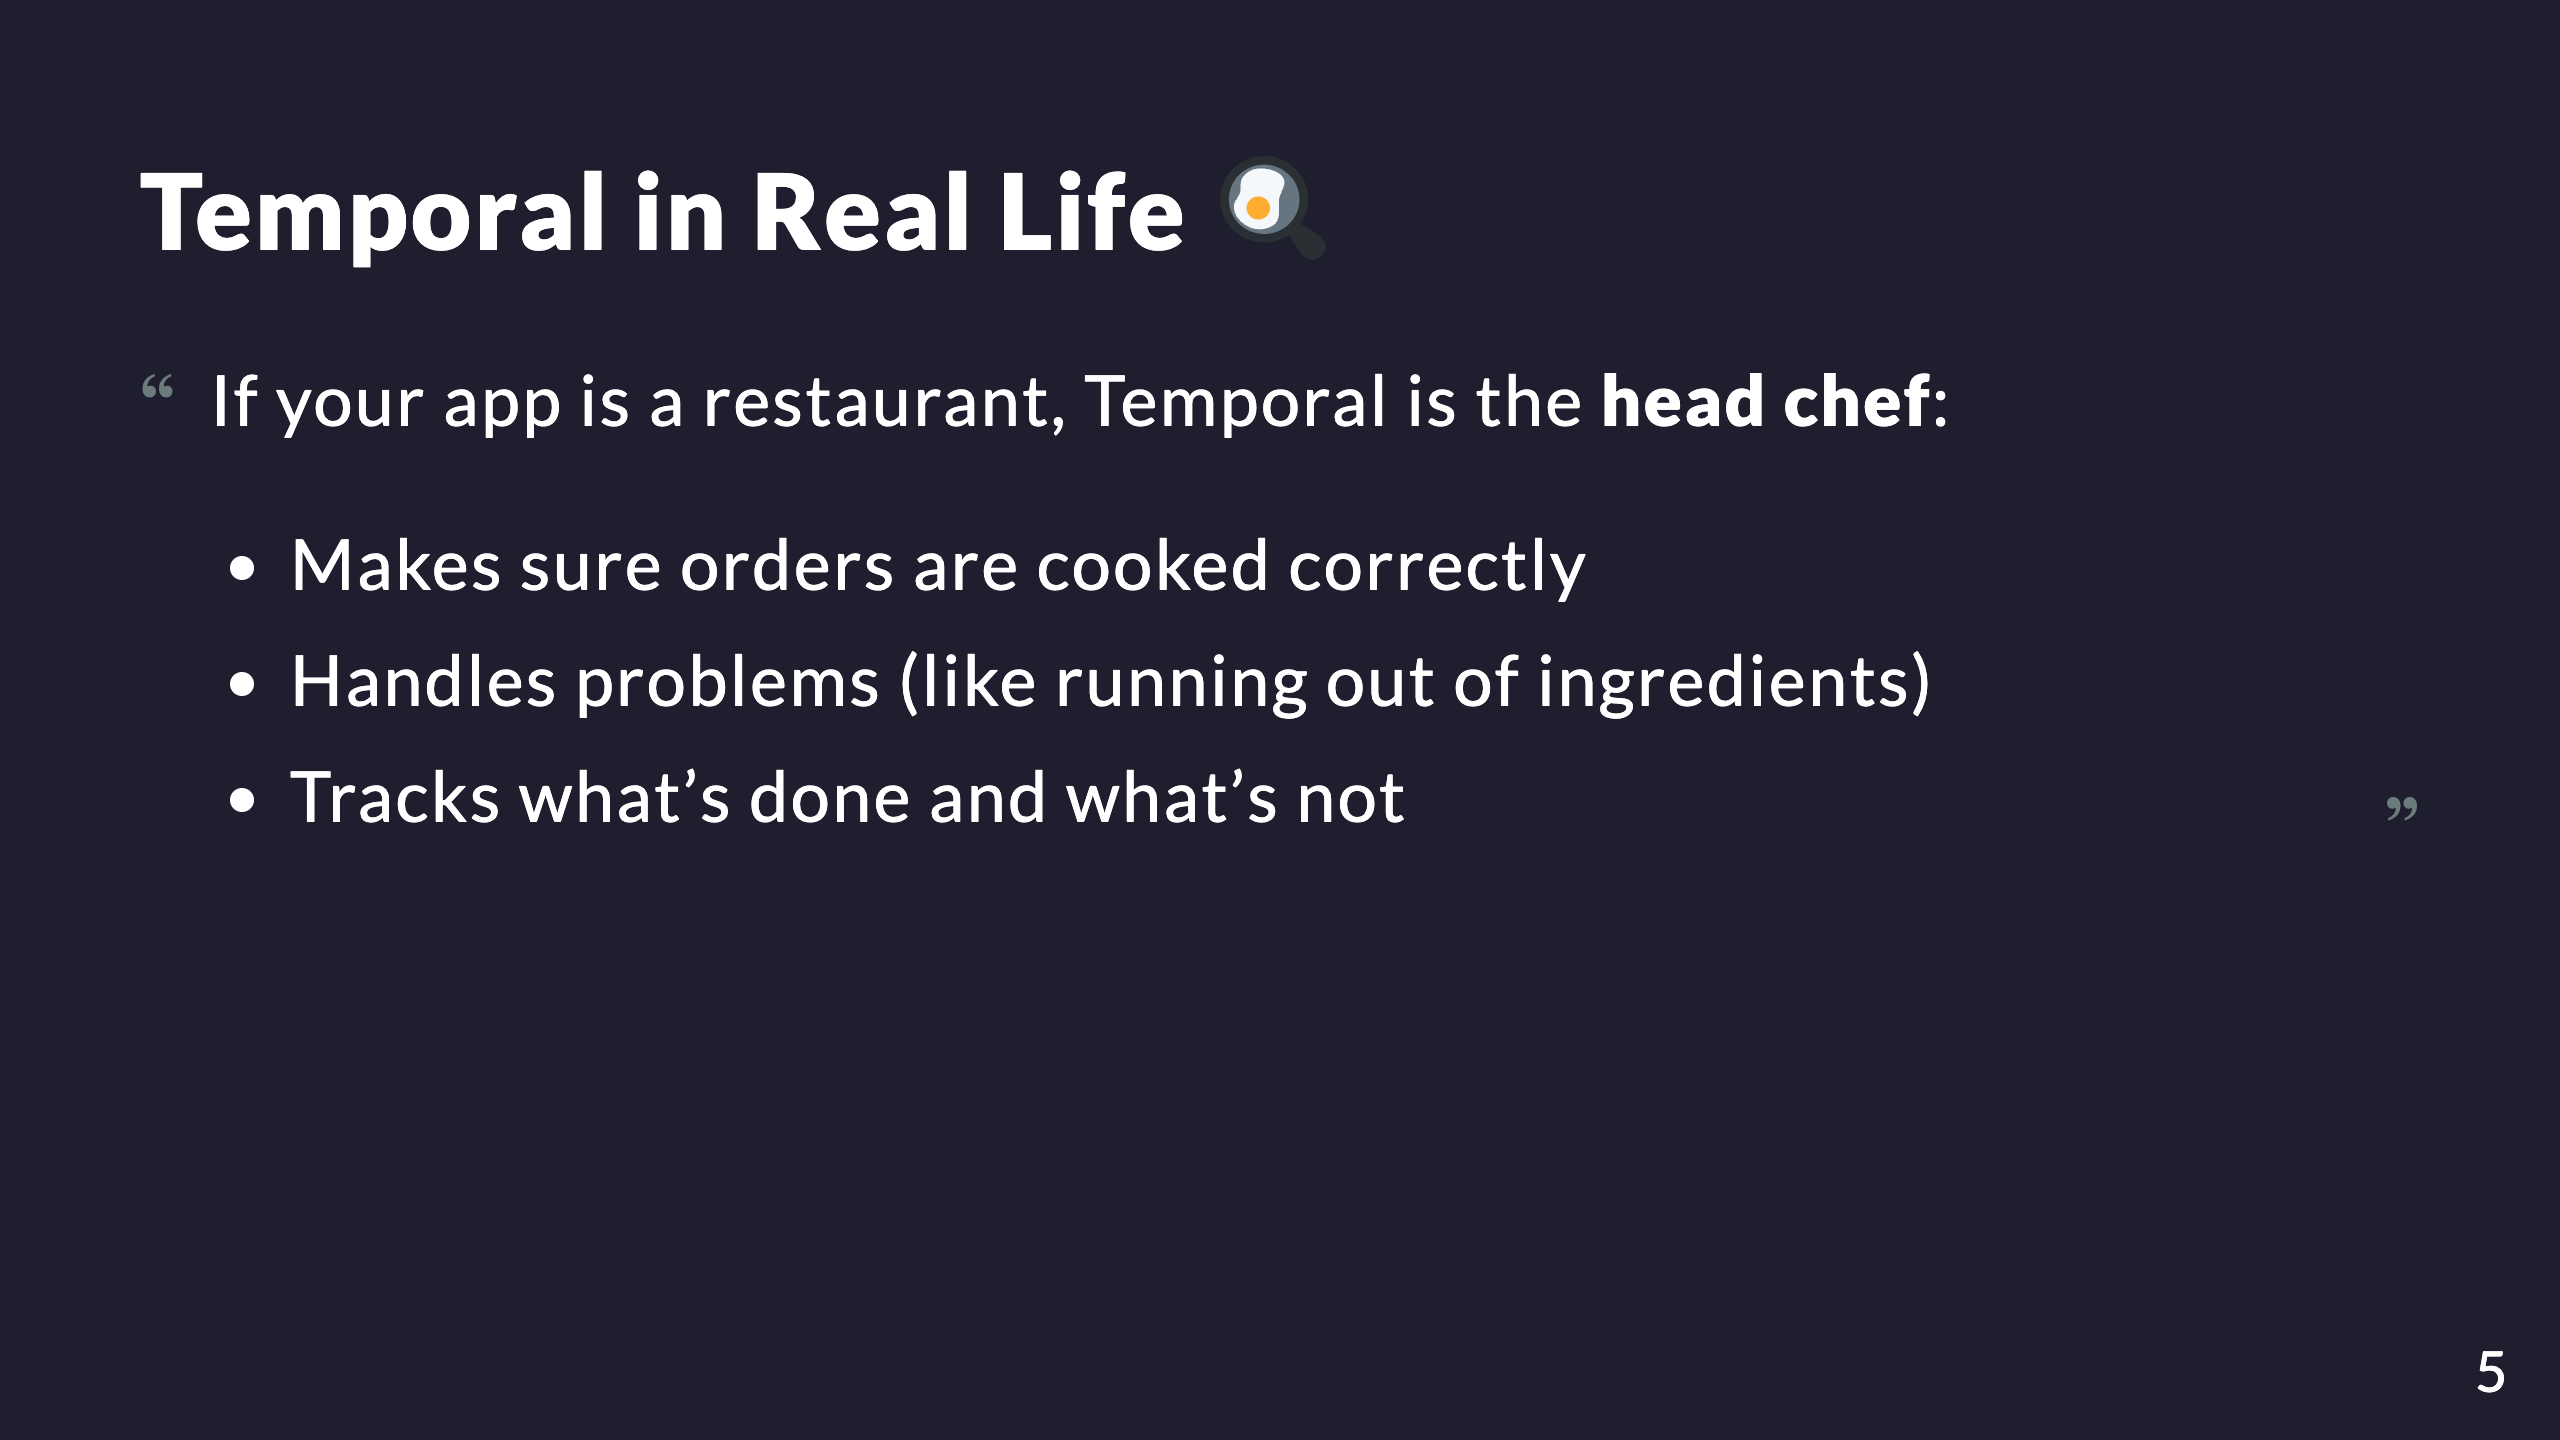 Temporal in Real Life 🍳
“ If your app is a restaurant, Temporal is the head chef:
• Makes sure orders are cooked correctly
• Handles problems (like running out of ingredients)
• Tracks what’s done and what’s not ”
5